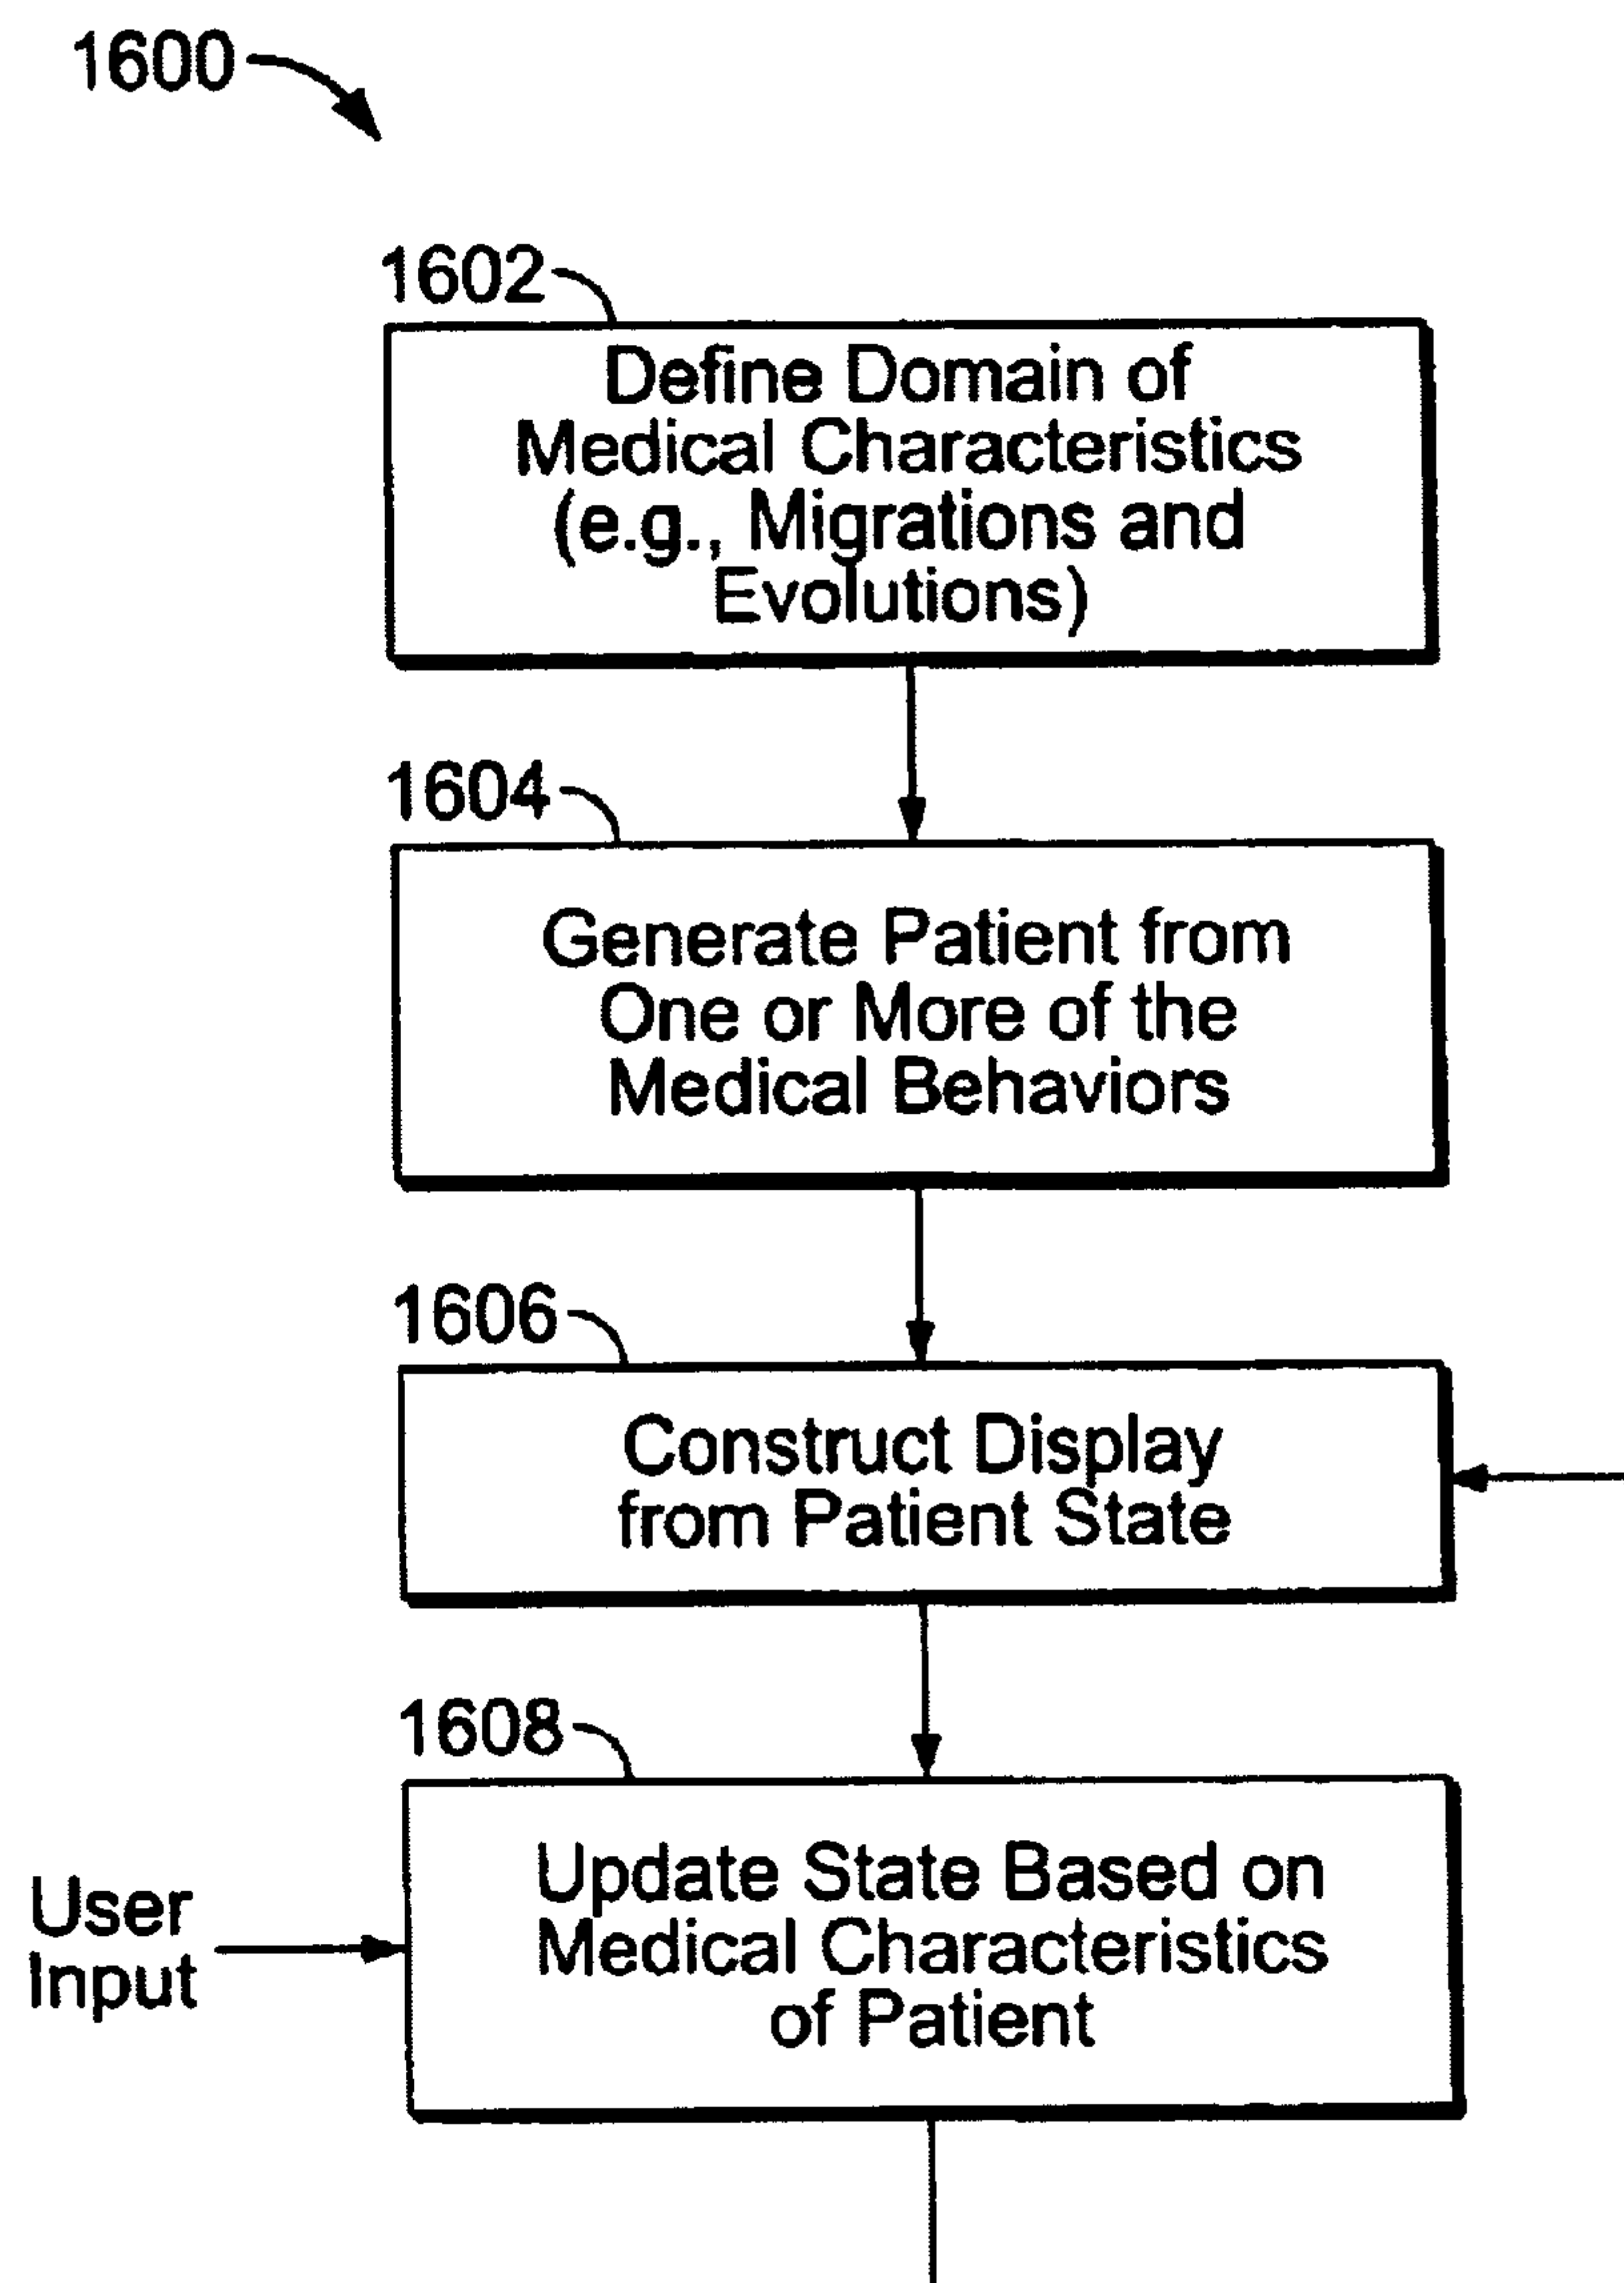 1600
1602
Define Domain of
Medical Characteristics
(e.g., Migrations and
Evolutions)
1604
Generate Patient from
One or More of the
Medical Behaviors
1606
Construct Display
from Patient State
1608
Update State Based on
Medical Characteristics
of Patient
User
Input